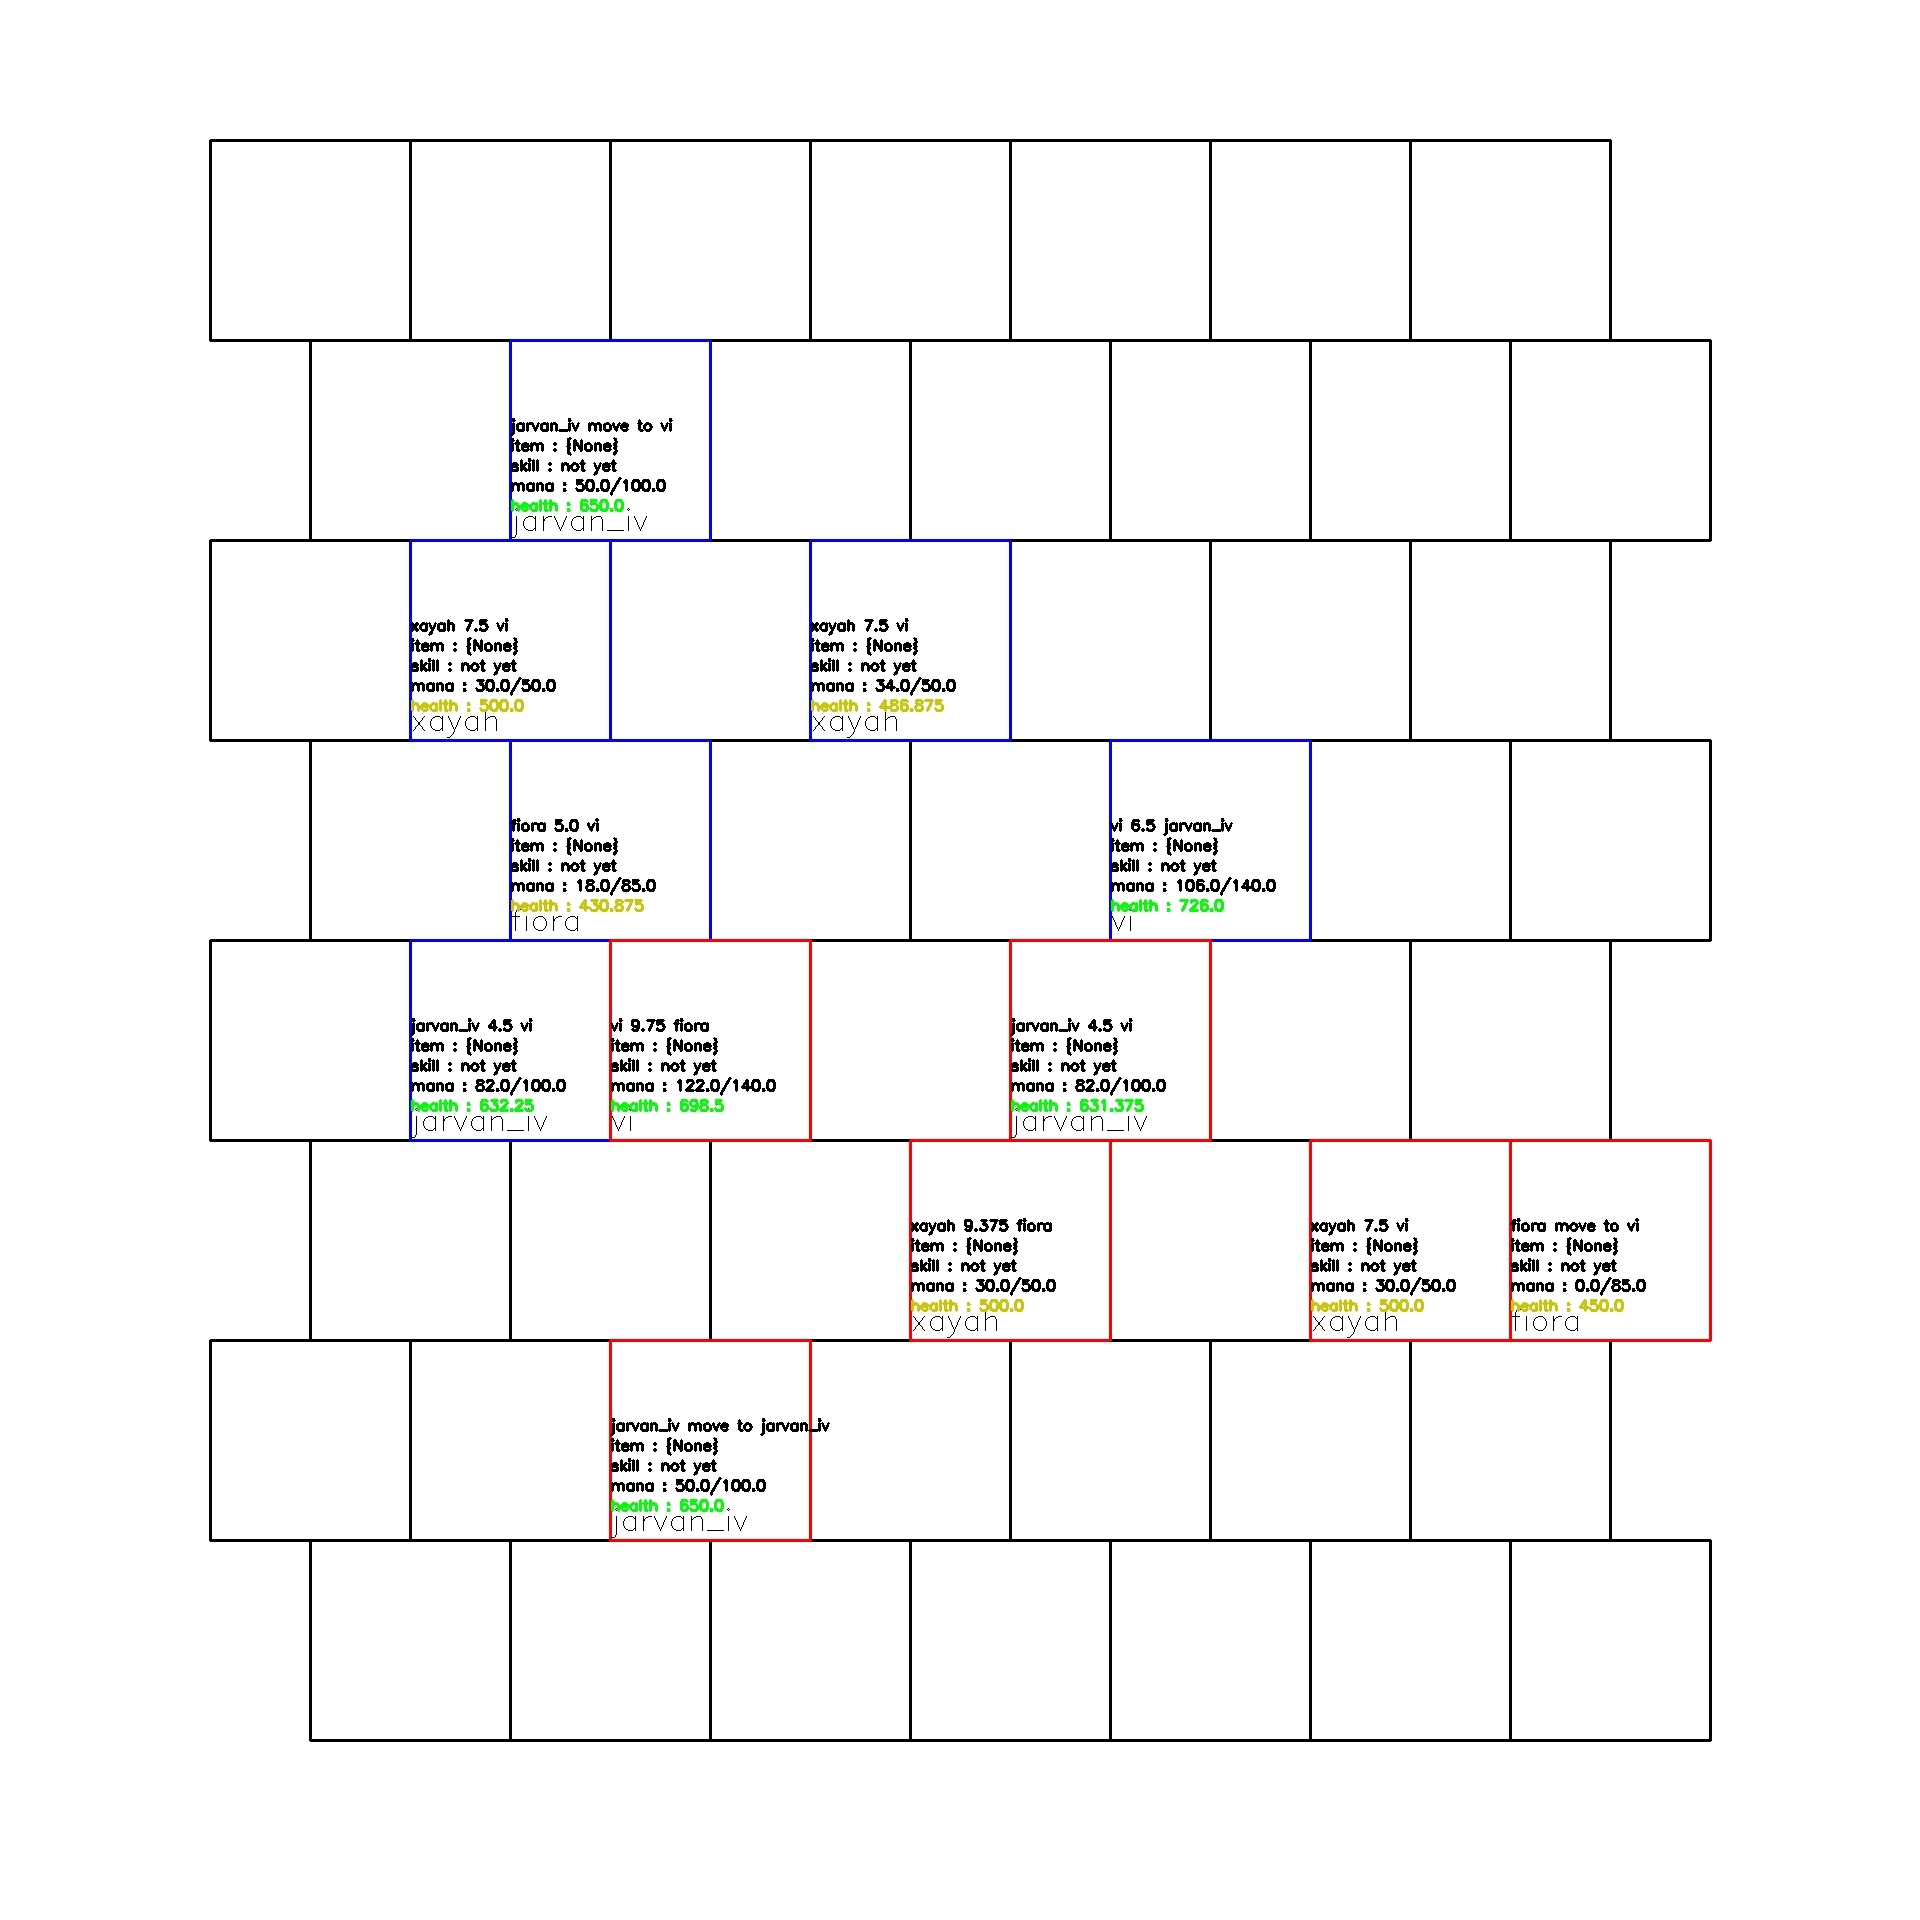 jarvan_iv move to vi
item : {None}
skill : not yet
mana : 50.0/100.0
health : 650.0
jarvan_iv
xayah 7.5 vi
item : {None}
skill : not yet
mana : 30.0/50.0
health : 500.0
xayah
xayah 7.5 vi
item : {None}
skill : not yet
mana : 34.0/50.0
health : 486.875
xayah
fiora 5.0 vi
item : {None}
skill : not yet
mana : 18.0/85.0
health : 430.875
fiora
vi 6.5 jarvan_iv
item : {None}
skill : not yet
mana : 106.0/140.0
health : 726.0
vi
jarvan_iv 4.5 vi
item : {None}
skill : not yet
mana : 82.0/100.0
health : 632.25
jarvan_iv
vi 9.75 fiora
item : {None}
skill : not yet
mana : 122.0/140.0
health : 698.5
vi
jarvan_iv 4.5 vi
item : {None}
skill : not yet
mana : 82.0/100.0
health : 631.375
jarvan_iv
xayah 9.375 fiora
item : {None}
skill : not yet
mana : 30.0/50.0
health : 500.0
xayah
xayah 7.5 vi
item : {None}
skill : not yet
mana : 30.0/50.0
health : 500.0
xayah
fiora move to vi
item : {None}
skill : not yet
mana : 0.0/85.0
health : 450.0
fiora
jarvan_iv move to jarvan_iv
item : {None}
skill : not yet
mana : 50.0/100.0
health : 650.0
jarvan_iv